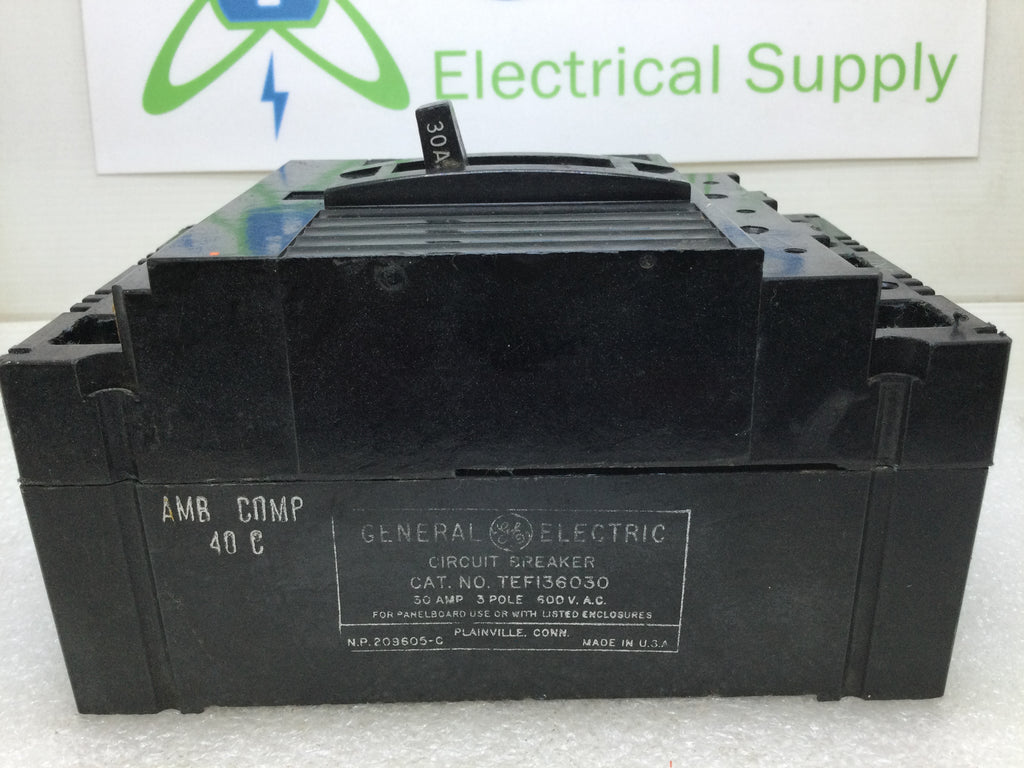 Electrical Supply
30A
AMB COMP
40 C
GENERAL GE ELECTRIC
CIRCUIT BREAKER
CAT. NO. TEF136030
30 AMP 3 POLE 600 V. A.C.
FOR PANELBOARD USE OR WITH LISTED ENCLOSURES
PLAINVILLE, CONN.
N.P. 209605-C MADE IN U.S.A